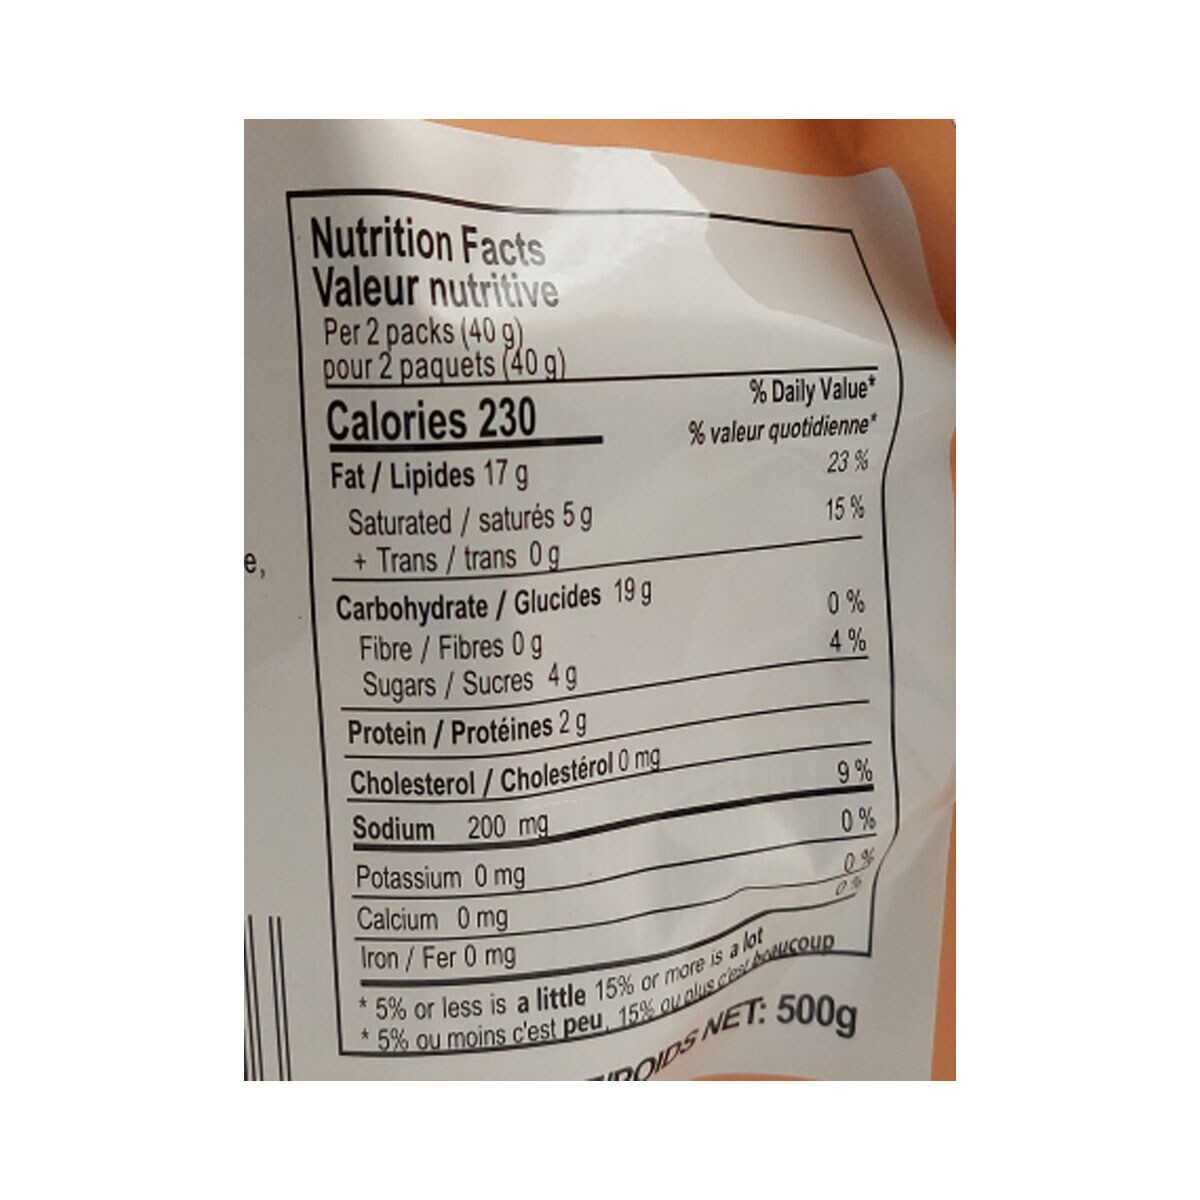 Nutrition Facts
Valeur nutritive
Per 2 packs (40 g)
pour 2 paquets (40 g)
Calories 230
% Daily Value*
% valeur quotidienne*
Fat / Lipides 17 g 23 %
Saturated / saturés 5 g 15 %
+ Trans / trans 0 g
Carbohydrate / Glucides 19 g
Fibre / Fibres 0 g 0 %
Sugars / Sucres 4 g 4 %
Protein / Protéines 2 g
Cholesterol / Cholestérol 0 mg
Sodium 200 mg 9 %
Potassium 0 mg 0 %
Calcium 0 mg 0 %
Iron / Fer 0 mg 0 %
* 5% or less is a little 15% or more is a lot
* 5% ou moins c'est peu, 15% ou plus c'est beaucoup
NET: 500g
e,